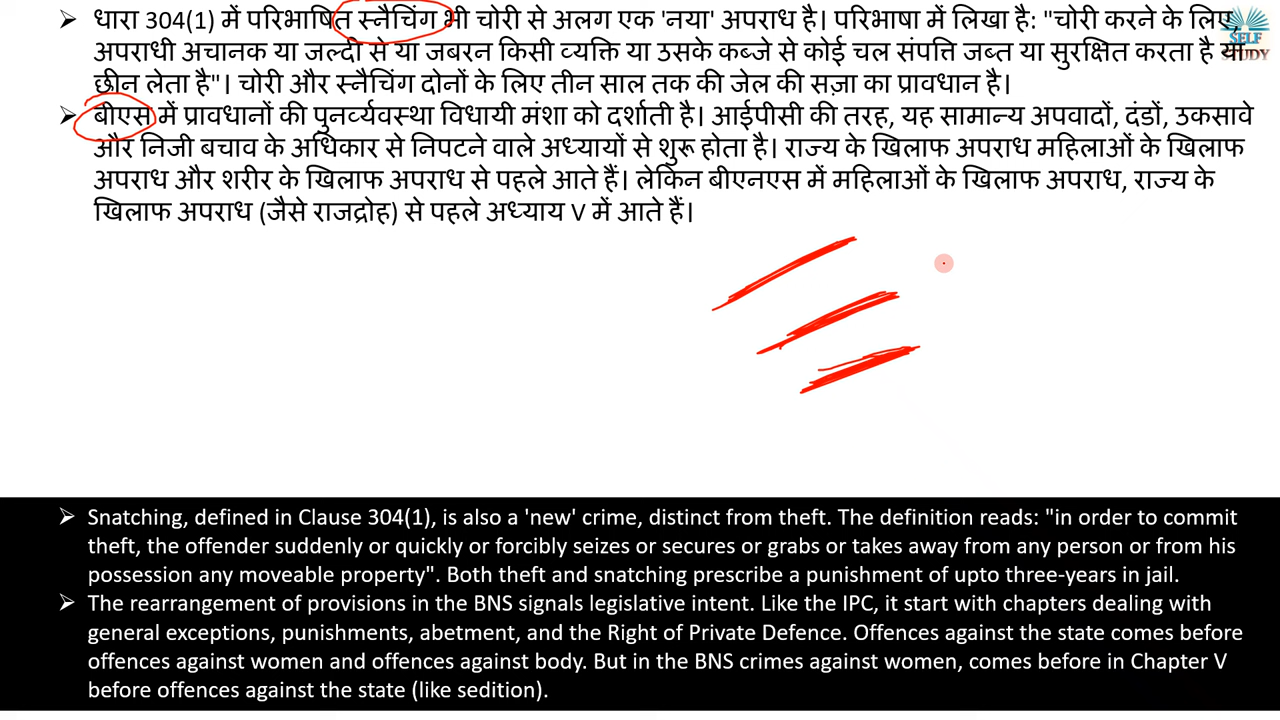 ➢ धारा 304(1) में परिभाषित स्नैचिंग भी चोरी से अलग एक 'नया' अपराध है। परिभाषा में लिखा है: "चोरी करने के लिए,
अपराधी अचानक या जल्दी से या जबरन किसी व्यक्ति या उसके कब्जे से कोई चल संपत्ति जब्त या सुरक्षित करता है या
छीन लेता है"। चोरी और स्नैचिंग दोनों के लिए तीन साल तक की जेल की सज़ा का प्रावधान है।
SELF
STUDY
➢ बीएस में प्रावधानों की पुनर्व्यवस्था विधायी मंशा को दर्शाती है। आईपीसी की तरह, यह सामान्य अपवादों, दंडों, उकसावे
और निजी बचाव के अधिकार से निपटने वाले अध्यायों से शुरू होता है। राज्य के खिलाफ अपराध महिलाओं के खिलाफ
अपराध और शरीर के खिलाफ अपराध से पहले आते हैं। लेकिन बीएनएस में महिलाओं के खिलाफ अपराध, राज्य के
खिलाफ अपराध (जैसे राजद्रोह) से पहले अध्याय V में आते हैं।
➢ Snatching, defined in Clause 304(1), is also a 'new' crime, distinct from theft. The definition reads: "in order to commit
theft, the offender suddenly or quickly or forcibly seizes or secures or grabs or takes away from any person or from his
possession any moveable property". Both theft and snatching prescribe a punishment of upto three-years in jail.
➢ The rearrangement of provisions in the BNS signals legislative intent. Like the IPC, it start with chapters dealing with
general exceptions, punishments, abetment, and the Right of Private Defence. Offences against the state comes before
offences against women and offences against body. But in the BNS crimes against women, comes before in Chapter V
before offences against the state (like sedition).